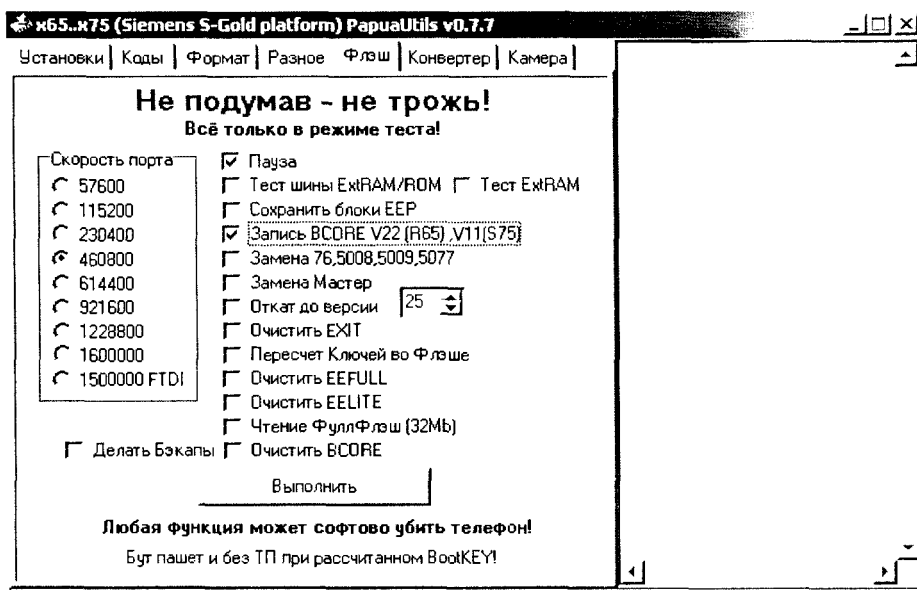 x65..x75 (Siemens S-Gold platform) PapuaUtils v0.7.7
Установки Коды Формат Разное Флэш Конвертер Камера
Не подумав - не трожь!
Всё только в режиме теста!
Скорость порта
57600
115200
230400
460800
614400
921600
1228800
1600000
1500000 FTDI
Пауза
Тест шины ExtRAM/ROM Тест ExtRAM
Сохранить блоки EEP
Запись BCORE V22 (R65) ,V11(S75)
Замена 76,5008,5009,5077
Замена Мастер
Откат до версии 25
Очистить EXIT
Пересчет Ключей во Флэше
Очистить EEFULL
Очистить EELITE
Чтение ФуллФлэш (32Mb)
Делать Бэкапы Очистить BCORE
Выполнить
Любая функция может софтово убить телефон!
Бут пашет и без ТП при рассчитанном BootKEY!